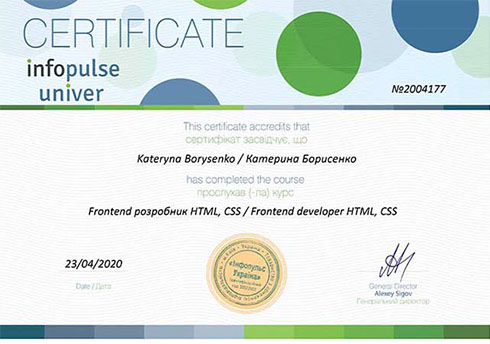 CERTIFICATE
infopulse
univer
№2004177
This certificate accredits that
сертифікат засвідчує, що
Kateryna Borysenko / Катерина Борисенко
has completed the course
прослухав (-ла) курс
Frontend розробник HTML, CSS / Frontend developer HTML, CSS
23/04/2020
Date / Дата
«Інфопульс
Україна»
General Director
Alexey Sigov
Генеральний директор